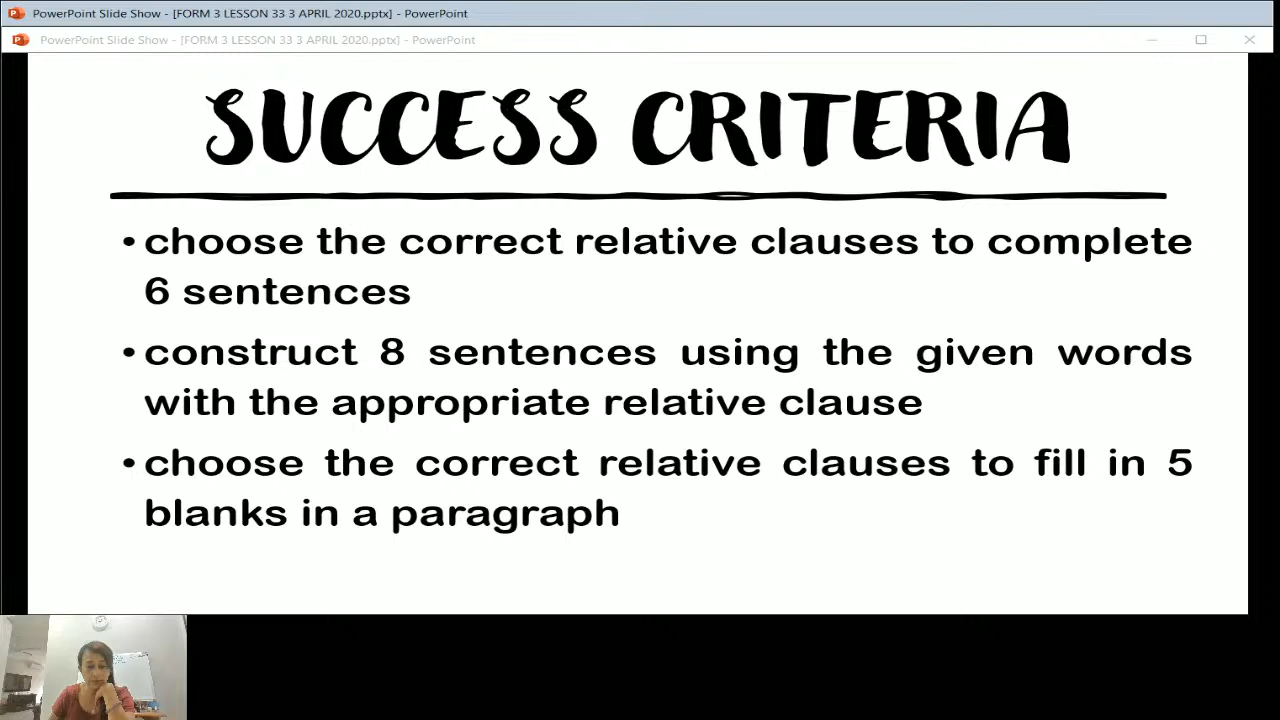 PowerPoint Slide Show - [FORM 3 LESSON 33 3 APRIL 2020.pptx] - PowerPoint
PowerPoint Slide Show - [FORM 3 LESSON 33 3 APRIL 2020.pptx] - PowerPoint
SUCCESS CRITERIA
• choose the correct relative clauses to complete
6 sentences
• construct 8 sentences using the given words
with the appropriate relative clause
• choose the correct relative clauses to fill in 5
blanks in a paragraph